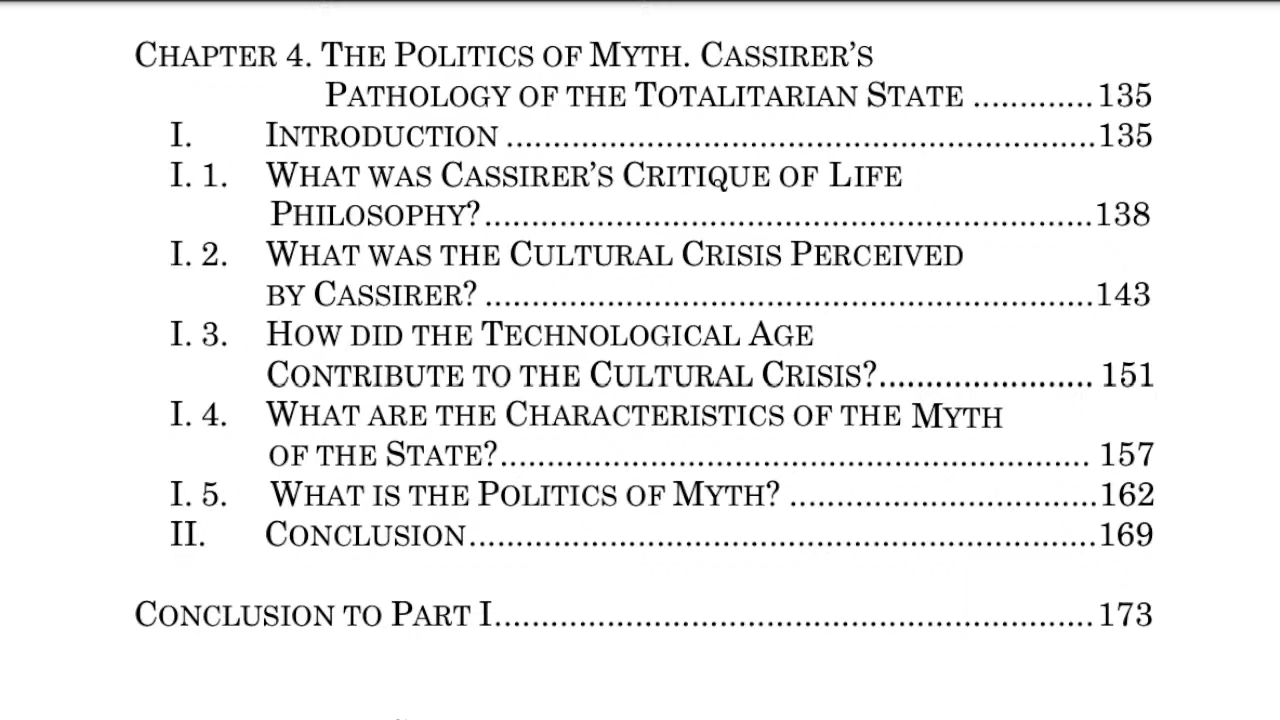 CHAPTER 4. THE POLITICS OF MYTH. CASSIRER'S
PATHOLOGY OF THE TOTALITARIAN STATE .............135
I. INTRODUCTION ................................................................135
I. 1. WHAT WAS CASSIRER'S CRITIQUE OF LIFE
PHILOSOPHY?.................................................................138
I. 2. WHAT WAS THE CULTURAL CRISIS PERCEIVED
BY CASSIRER? .................................................................143
I. 3. HOW DID THE TECHNOLOGICAL AGE
CONTRIBUTE TO THE CULTURAL CRISIS?....................... 151
I. 4. WHAT ARE THE CHARACTERISTICS OF THE MYTH
OF THE STATE?............................................................... 157
I. 5. WHAT IS THE POLITICS OF MYTH? .................................162
II. CONCLUSION...................................................................169
CONCLUSION TO PART I................................................................173